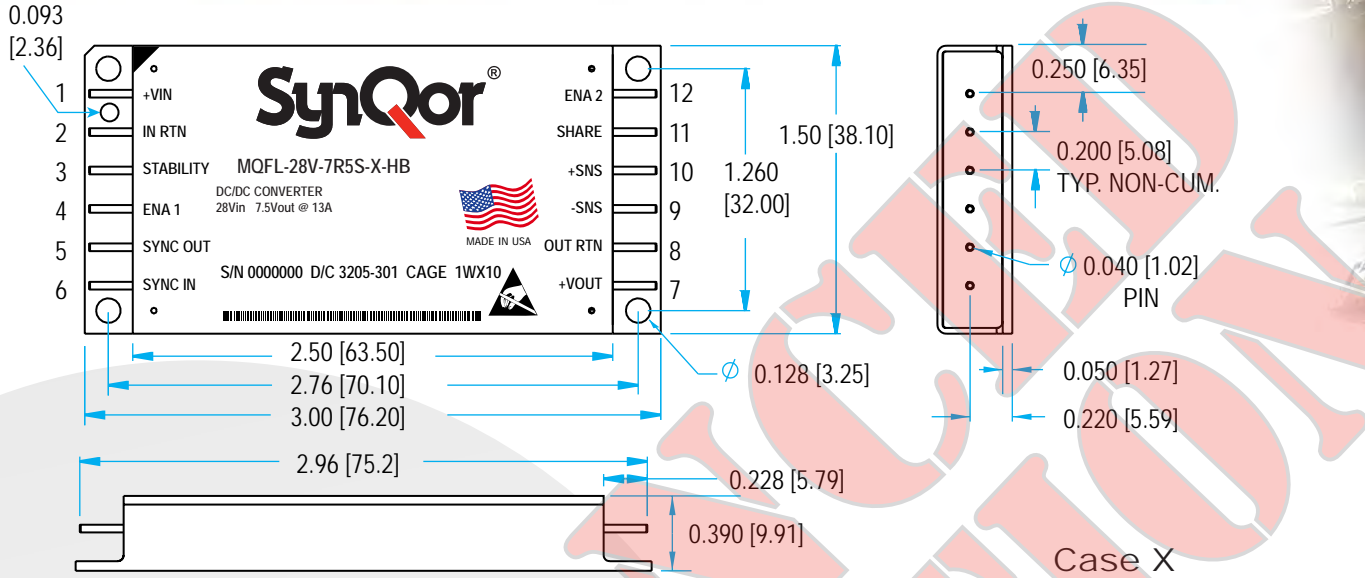 0.093
[2.36]
SynQor®
1 +VIN
2 IN RTN
3 STABILITY
4 ENA 1
5 SYNC OUT
6 SYNC IN
ENA 2 12
SHARE 11
+SNS 10
-SNS 9
OUT RTN 8
+VOUT 7
MQFL-28V-7R5S-X-HB
DC/DC CONVERTER
28Vin 7.5Vout @ 13A
MADE IN USA
S/N 0000000 D/C 3205-301 CAGE 1WX10
1.50 [38.10]
1.260
[32.00]
2.50 [63.50]
2.76 [70.10]
3.00 [76.20]
∅ 0.128 [3.25]
0.250 [6.35]
0.200 [5.08]
TYP. NON-CUM.
∅ 0.040 [1.02]
PIN
0.050 [1.27]
0.220 [5.59]
2.96 [75.2]
0.228 [5.79]
0.390 [9.91]
Case X